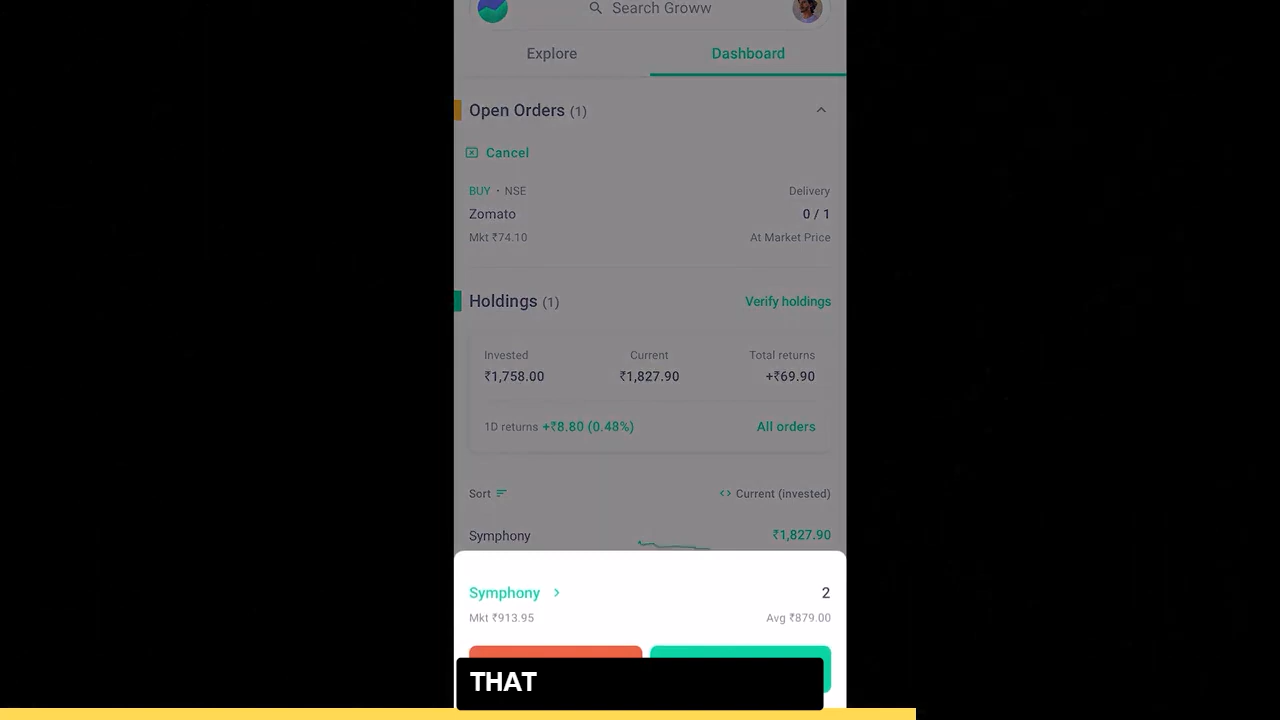 Search Groww
Explore Dashboard
Open Orders (1)
Cancel
BUY · NSE Delivery
Zomato 0 / 1
Mkt ₹74.10 At Market Price
Holdings (1) Verify holdings
Invested Current Total returns
₹1,758.00 ₹1,827.90 +₹69.90
1D returns +₹8.80 (0.48%) All orders
Sort <> Current (invested)
Symphony ₹1,827.90
Symphony > 2
Mkt ₹913.95 Avg ₹879.00
THAT